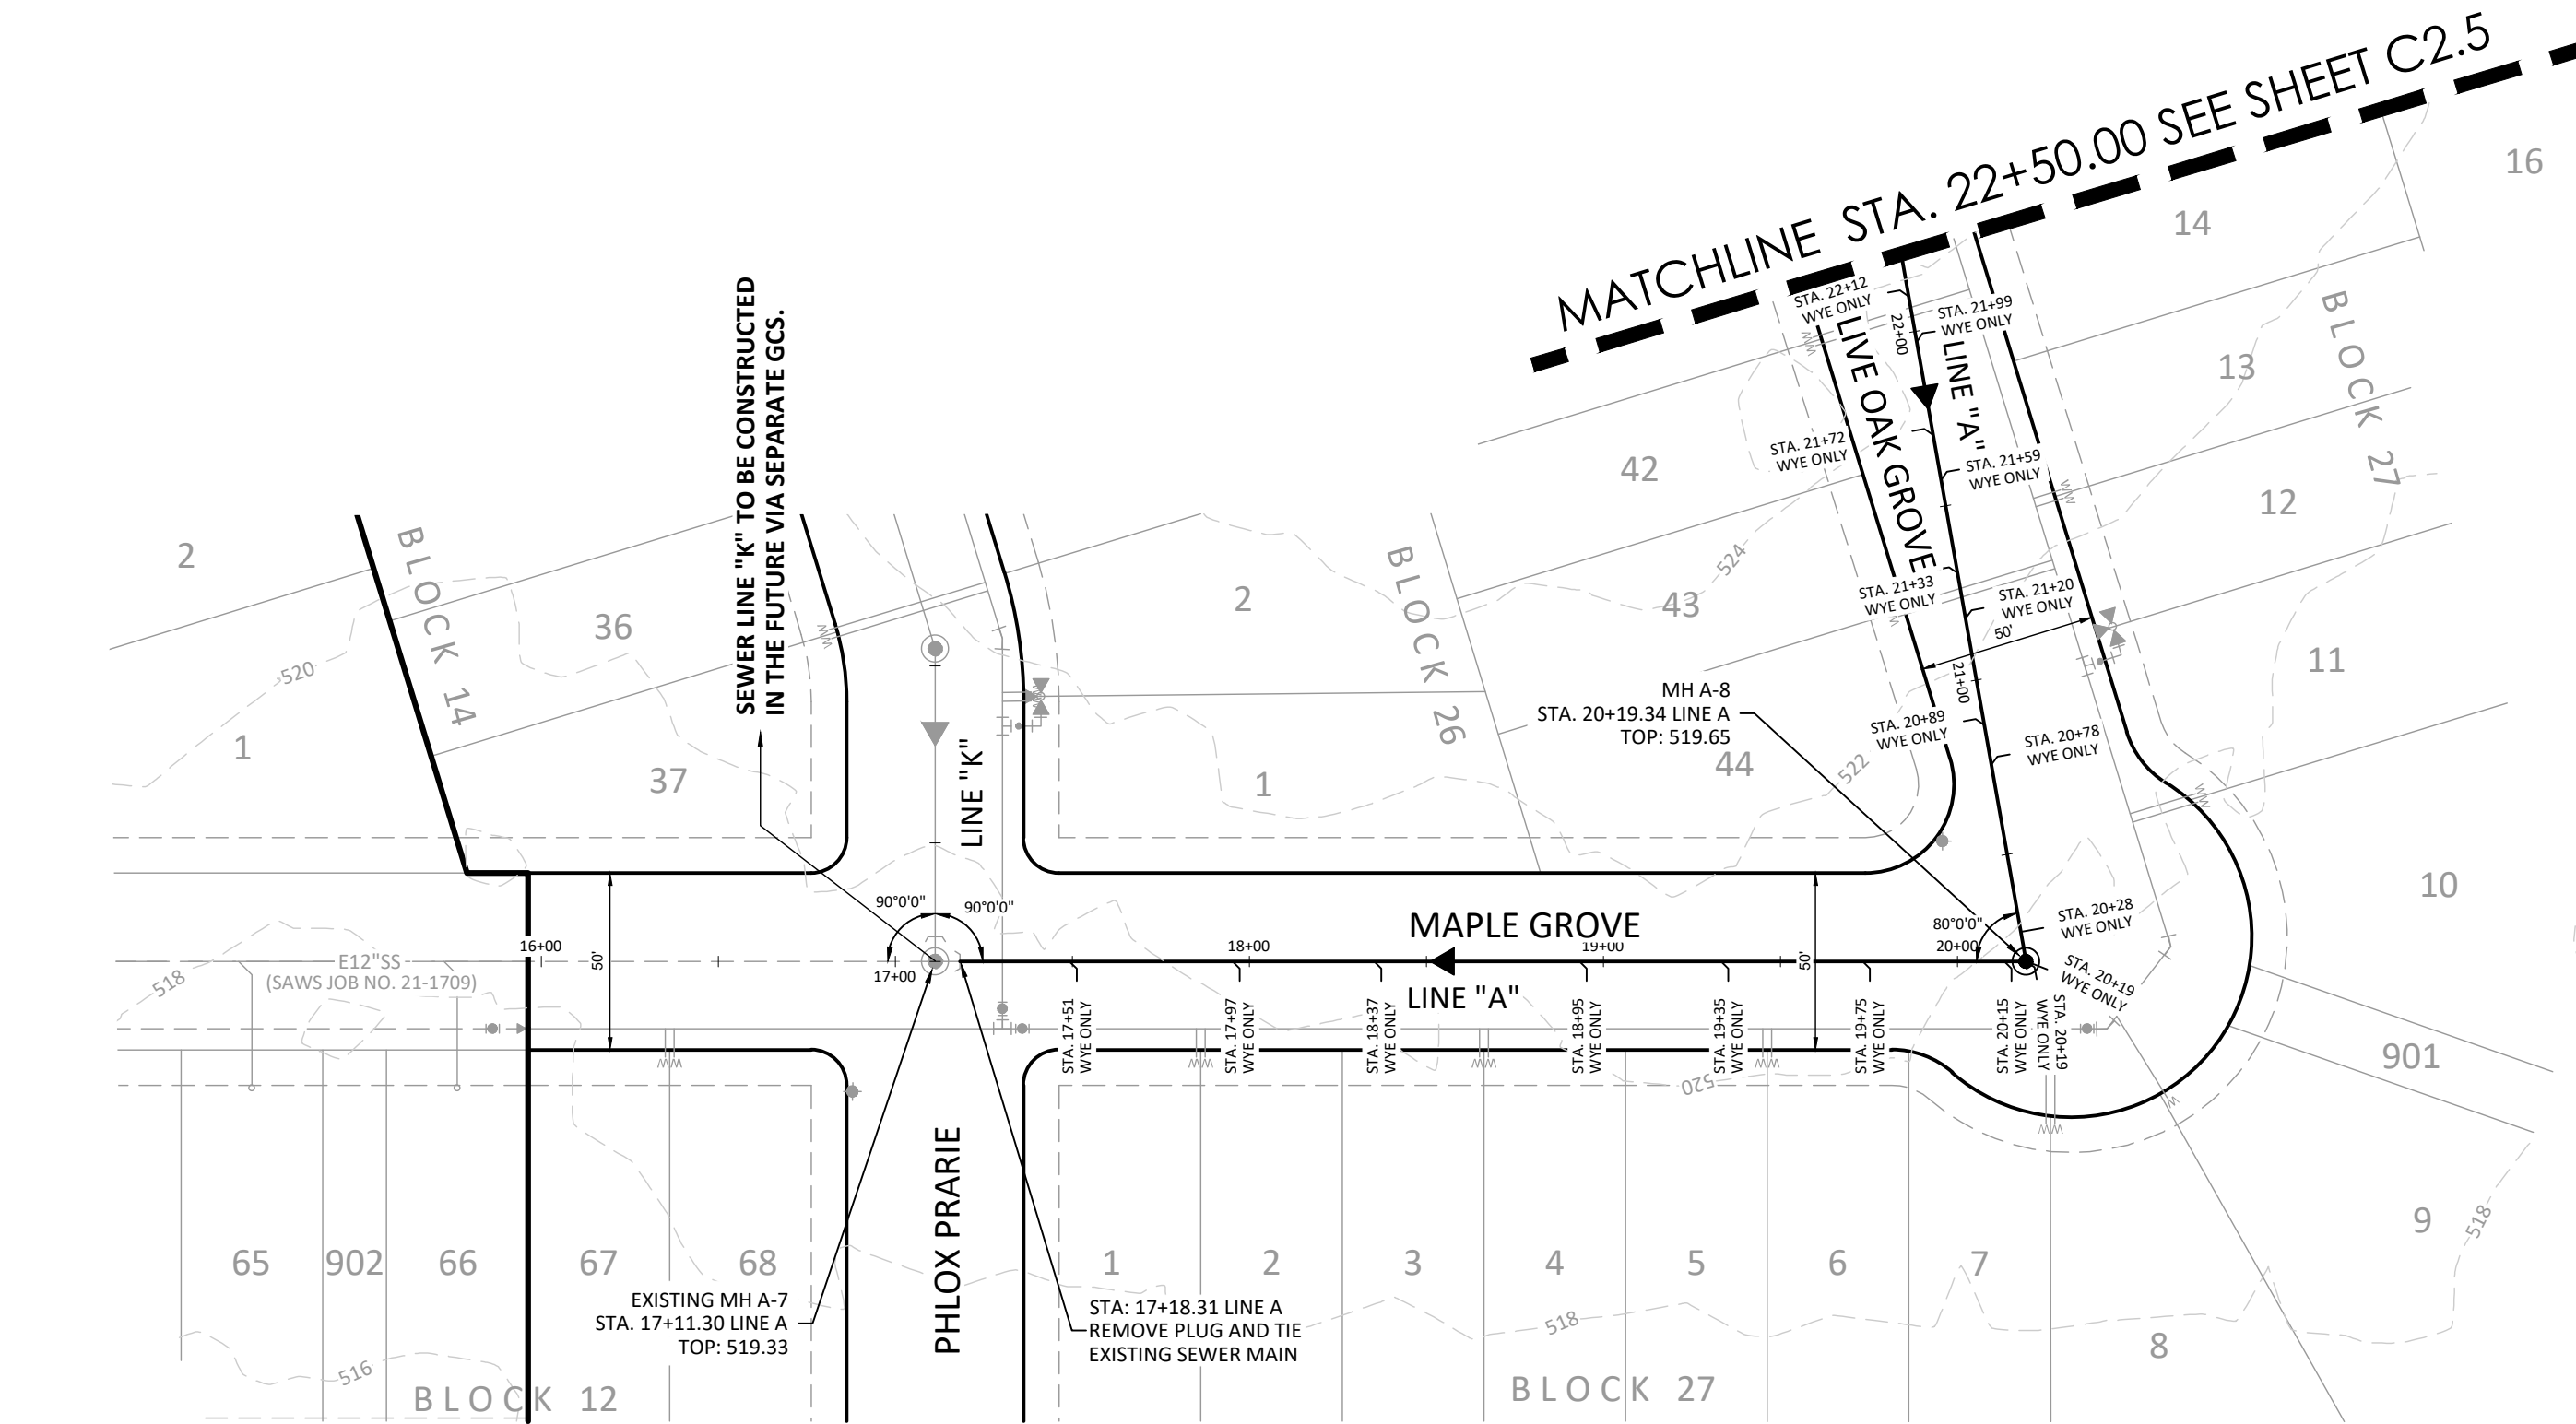 MATCHLINE STA. 22+50.00 SEE SHEET C2.5
16
14
13
12
11
10
901
9
8
BLOCK 27
STA. 22+12
WYE ONLY
22+00
STA. 21+99
WYE ONLY
LINE "A"
LIVE OAK GROVE
STA. 21+72
WYE ONLY
STA. 21+59
WYE ONLY
STA. 21+33
WYE ONLY
STA. 21+20
WYE ONLY
50'
21+00
STA. 20+89
WYE ONLY
STA. 20+78
WYE ONLY
STA. 20+28
WYE ONLY
STA. 20+19
WYE ONLY
80°0'0"
42
43
44
524
522
BLOCK 26
MH A-8
STA. 20+19.34 LINE A
TOP: 519.65
SEWER LINE "K" TO BE CONSTRUCTED
IN THE FUTURE VIA SEPARATE GCS.
2
1
520
BLOCK 14
36
37
2
1
LINE "K"
90°0'0"
90°0'0"
16+00
50'
17+00
18+00
MAPLE GROVE
19+00
20+00
50'
LINE "A"
E12"SS
(SAWS JOB NO. 21-1709)
518
STA. 17+51
WYE ONLY
STA. 17+97
WYE ONLY
STA. 18+37
WYE ONLY
STA. 18+95
WYE ONLY
STA. 19+35
WYE ONLY
STA. 19+75
WYE ONLY
STA. 20+15
WYE ONLY
STA. 20+19
WYE ONLY
520
PHLOX PRARIE
65
902
66
67
68
1
2
3
4
5
6
7
EXISTING MH A-7
STA. 17+11.30 LINE A
TOP: 519.33
STA: 17+18.31 LINE A
REMOVE PLUG AND TIE
EXISTING SEWER MAIN
518
518
516
BLOCK 12
BLOCK 27